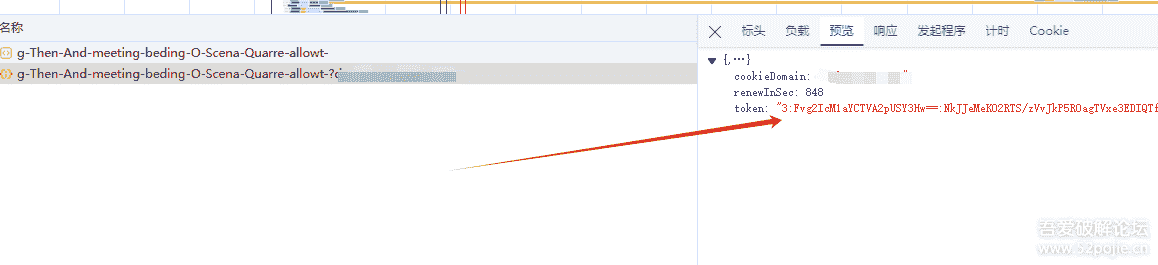 名称
标头 负载 预览 响应 发起程序 计时 Cookie
g-Then-And-meeting-beding-O-Scena-Quarre-allowt-
g-Then-And-meeting-beding-O-Scena-Quarre-allowt-?
{,…}
cookieDomain: "
renewInSec: 848
token: "3:Fvg2IcM1aYCTVA2pUSY3Hw==:NkJJeMeKO2RTS/zVvJkP5ROagTVxe3EDIQTf
吾爱破解论坛
www.52pojie.cn